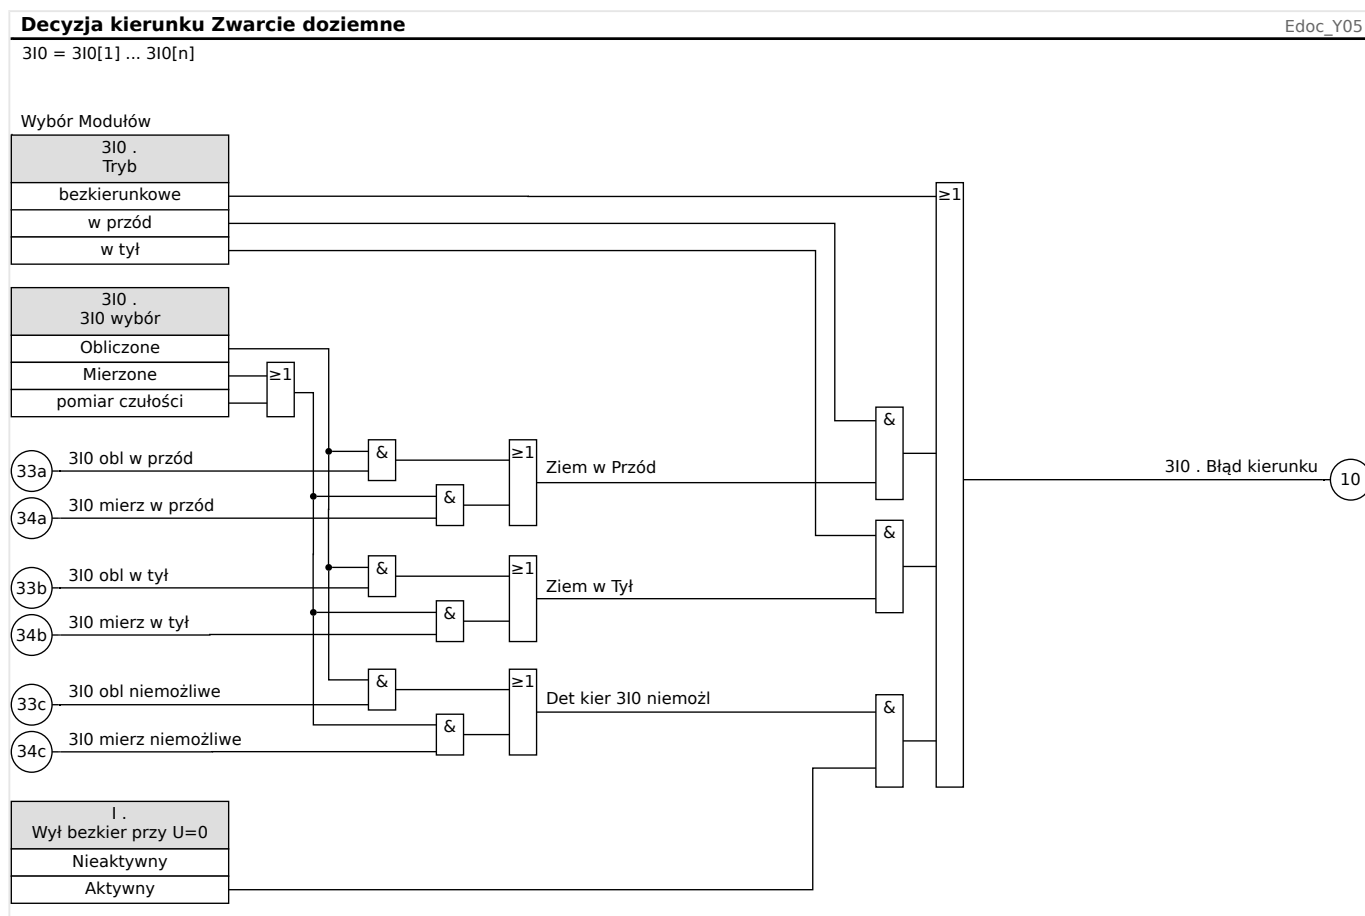 Decyzja kierunku Zwarcie doziemne
Edoc_Y05
3I0 = 3I0[1] ... 3I0[n]
Wybór Modułów
3I0 .
Tryb
bezkierunkowe
w przód
w tył
≥1
3I0 .
3I0 wybór
Obliczone
Mierzone
pomiar czułości
≥1
&
33a
3I0 obl w przód
&
≥1
Ziem w Przód
34a
3I0 mierz w przód
&
3I0 . Błąd kierunku
10
&
33b
3I0 obl w tył
&
≥1
Ziem w Tył
34b
3I0 mierz w tył
&
33c
3I0 obl niemożliwe
&
≥1
Det kier 3I0 niemożl
&
34c
3I0 mierz niemożliwe
&
I .
Wył bezkier przy U=0
Nieaktywny
Aktywny